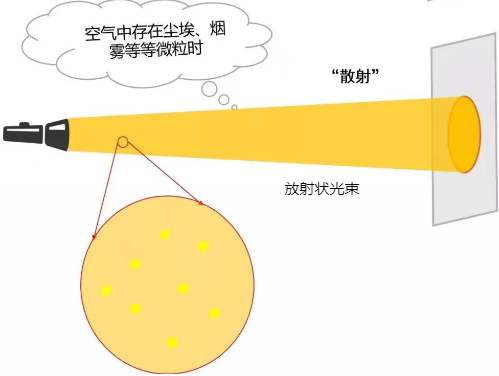 空气中存在尘埃、烟
雾等等微粒时
“散射”
放射状光束